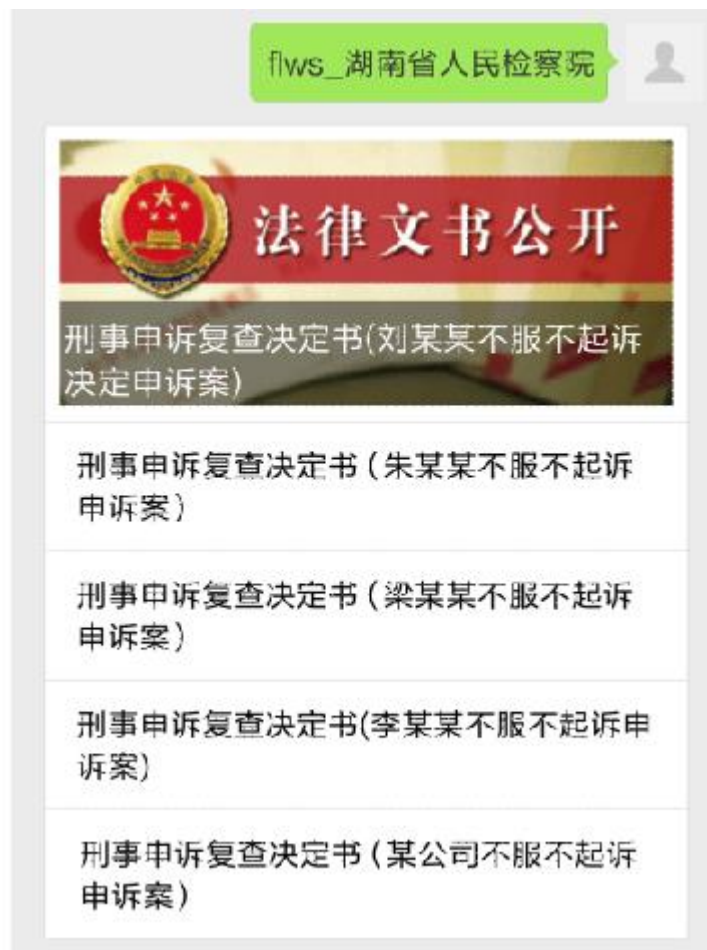 flws_湖南省人民检察院
法律文书公开
刑事申诉复查决定书(刘某某不服不起诉
决定申诉案)
刑事申诉复查决定书(朱某某不服不起诉
申诉案)
刑事申诉复查决定书(梁某某不服不起诉
申诉案)
刑事申诉复查决定书(李某某不服不起诉申
诉案)
刑事申诉复查决定书(某公司不服不起诉
申诉案)